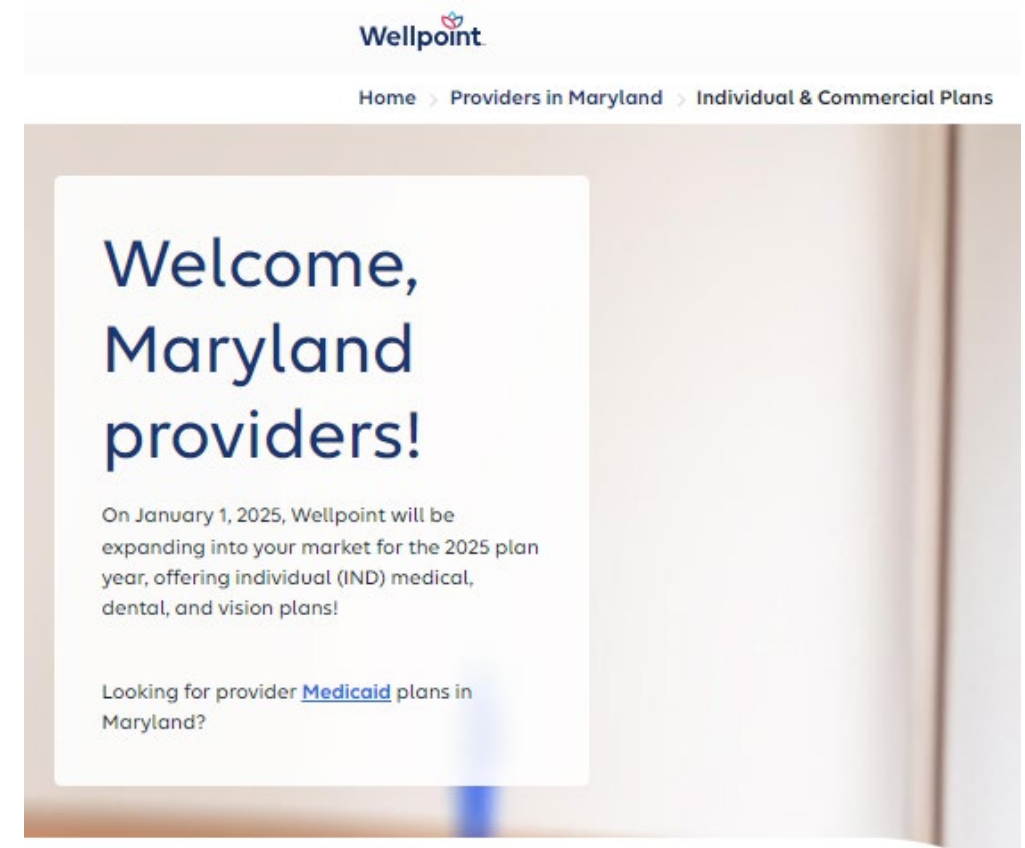 Wellpoint
Home > Providers in Maryland > Individual & Commercial Plans
Welcome,
Maryland
providers!
On January 1, 2025, Wellpoint will be
expanding into your market for the 2025 plan
year, offering individual (IND) medical,
dental, and vision plans!
Looking for provider Medicaid plans in
Maryland?